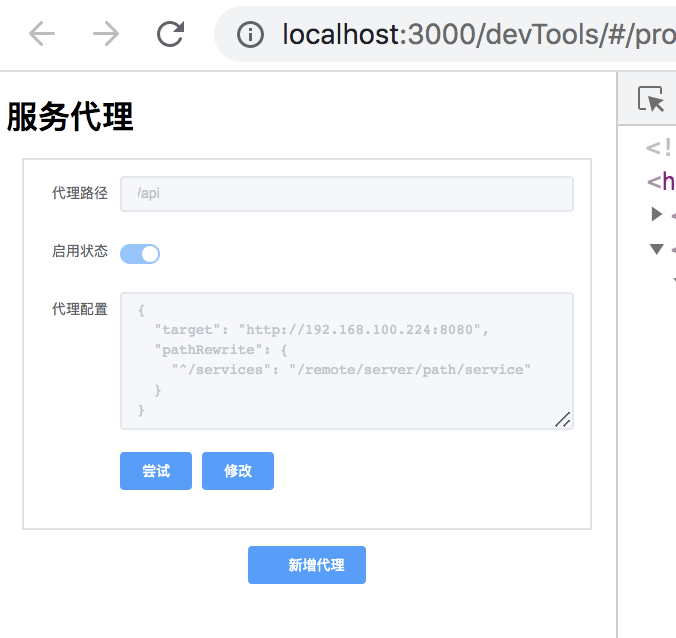 localhost:3000/devTools/#/pro
服务代理
<!
<h
代理路径 /api
启用状态
代理配置
{
"target": "http://192.168.100.224:8080",
"pathRewrite": {
"^/services": "/remote/server/path/service"
}
}
尝试 修改
新增代理